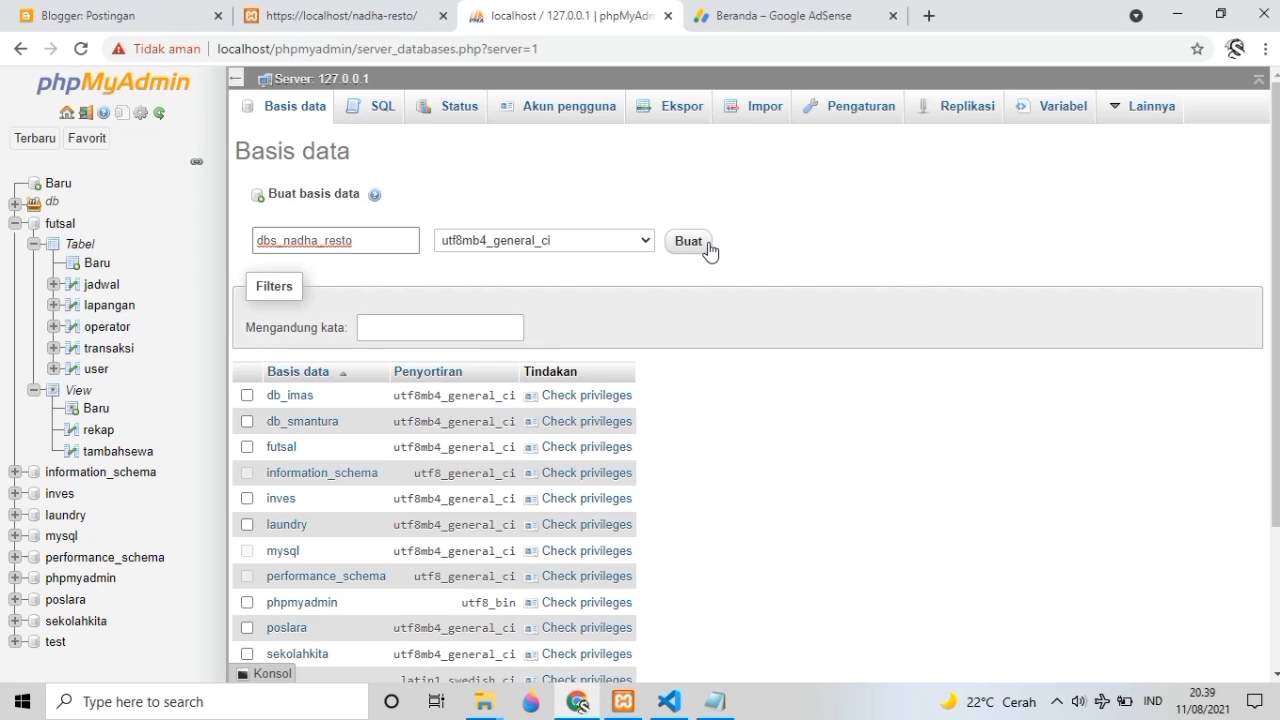 Blogger: Postingan
https://localhost/nadha-resto/
localhost / 127.0.0.1 | phpMyAdm
Beranda – Google AdSense
Tidak aman
localhost/phpmyadmin/server_databases.php?server=1
phpMyAdmin
Terbaru Favorit
Baru
db
futsal
Tabel
Baru
jadwal
lapangan
operator
transaksi
user
View
Baru
rekap
tambahsewa
information_schema
inves
laundry
mysql
performance_schema
phpmyadmin
poslara
sekolahkita
test
Server: 127.0.0.1
Basis data SQL Status Akun pengguna Ekspor Impor Pengaturan Replikasi Variabel Lainnya
Basis data
Buat basis data
dbs_nadha_resto utf8mb4_general_ci Buat
Filters
Mengandung kata:
Basis data Penyortiran Tindakan
db_imas utf8mb4_general_ci Check privileges
db_smantura utf8mb4_general_ci Check privileges
futsal utf8mb4_general_ci Check privileges
information_schema utf8_general_ci Check privileges
inves utf8mb4_general_ci Check privileges
laundry utf8mb4_general_ci Check privileges
mysql utf8mb4_general_ci Check privileges
performance_schema utf8_general_ci Check privileges
phpmyadmin utf8_bin Check privileges
poslara utf8mb4_general_ci Check privileges
sekolahkita utf8mb4_general_ci Check privileges
latin1_swedish_ci Check privileges
Konsol
Type here to search
22°C Cerah
IND
20.39
11/08/2021